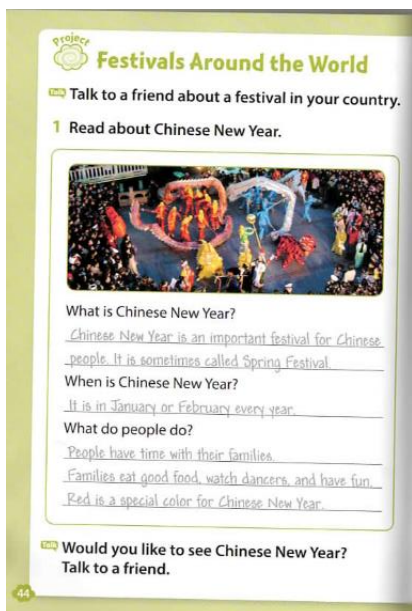 Project
Festivals Around the World
Talk Talk to a friend about a festival in your country.
1 Read about Chinese New Year.
What is Chinese New Year?
Chinese New Year is an important festival for Chinese
people. It is sometimes called Spring Festival.
When is Chinese New Year?
It is in January or February every year.
What do people do?
People have time with their families.
Families eat good food, watch dancers, and have fun.
Red is a special color for Chinese New Year.
Talk Would you like to see Chinese New Year?
Talk to a friend.
44